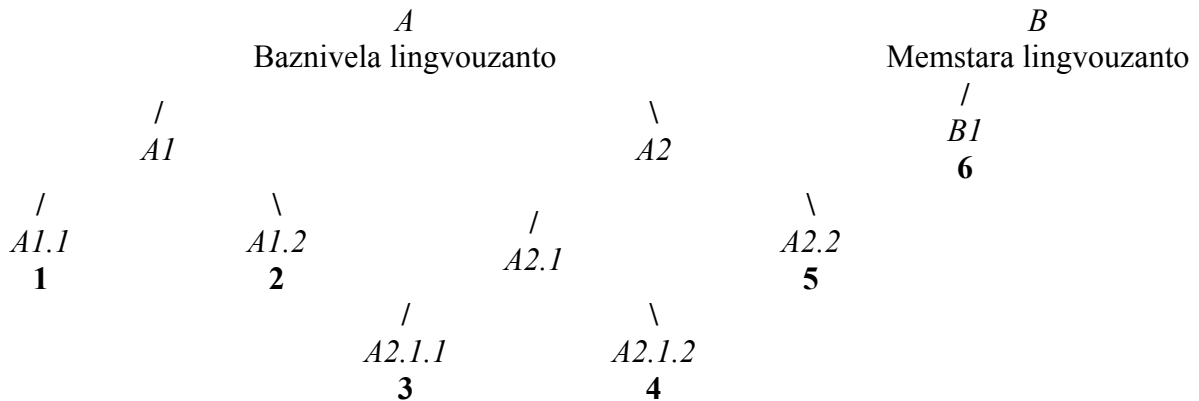 A B
Baznivela lingvouzanto Memstara lingvouzanto
/ \ /
A1 A2 B1
6
/ \ / \
A1.1 A1.2 A2.1 A2.2
1 2 5
/ \
A2.1.1 A2.1.2
3 4